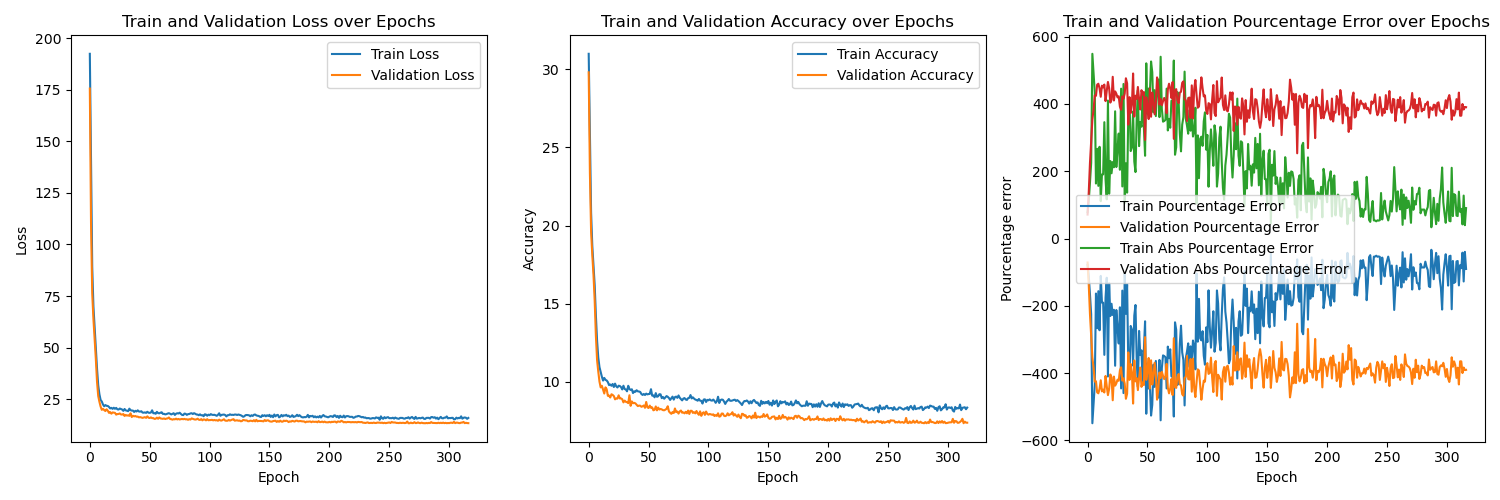 Train and Validation Loss over Epochs
Loss
200
175
150
125
100
75
50
25
0 50 100 150 200 250 300
Epoch
Train Loss
Validation Loss
Train and Validation Accuracy over Epochs
Accuracy
30
25
20
15
10
0 50 100 150 200 250 300
Epoch
Train Accuracy
Validation Accuracy
Train and Validation Pourcentage Error over Epochs
Pourcentage error
600
400
200
0
−200
−400
−600
0 50 100 150 200 250 300
Epoch
Train Pourcentage Error
Validation Pourcentage Error
Train Abs Pourcentage Error
Validation Abs Pourcentage Error